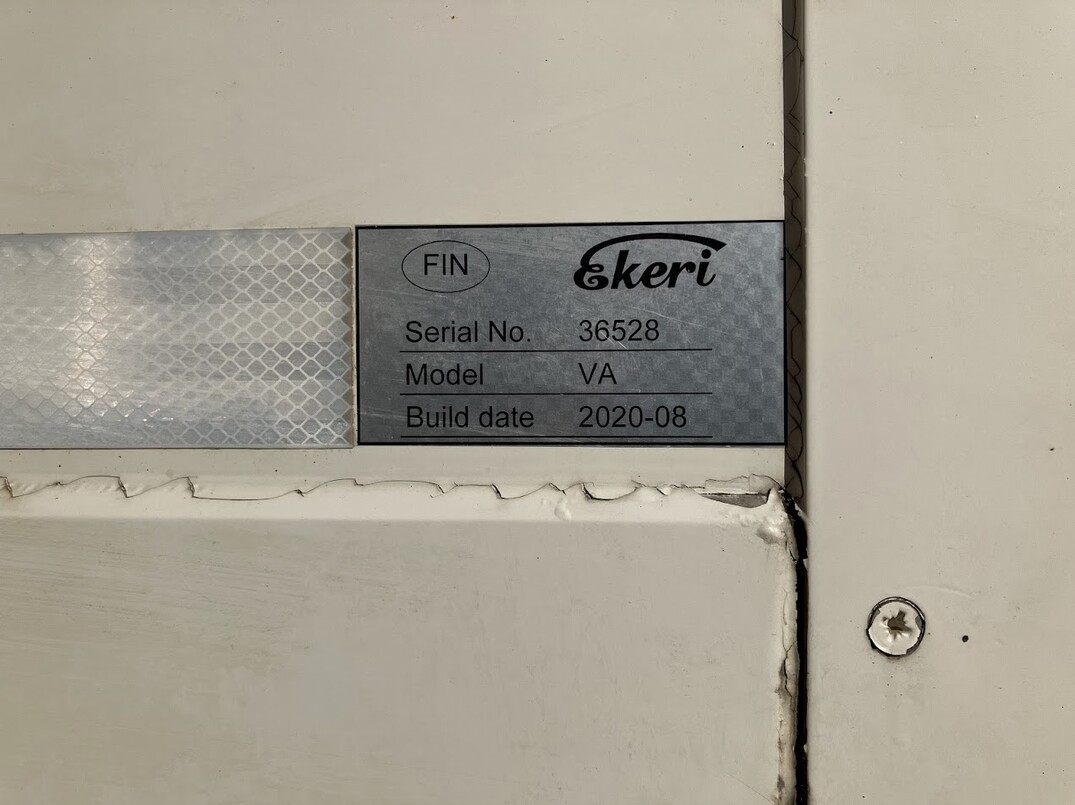 FIN
Ekeri
Serial No. 36528
Model VA
Build date 2020-08